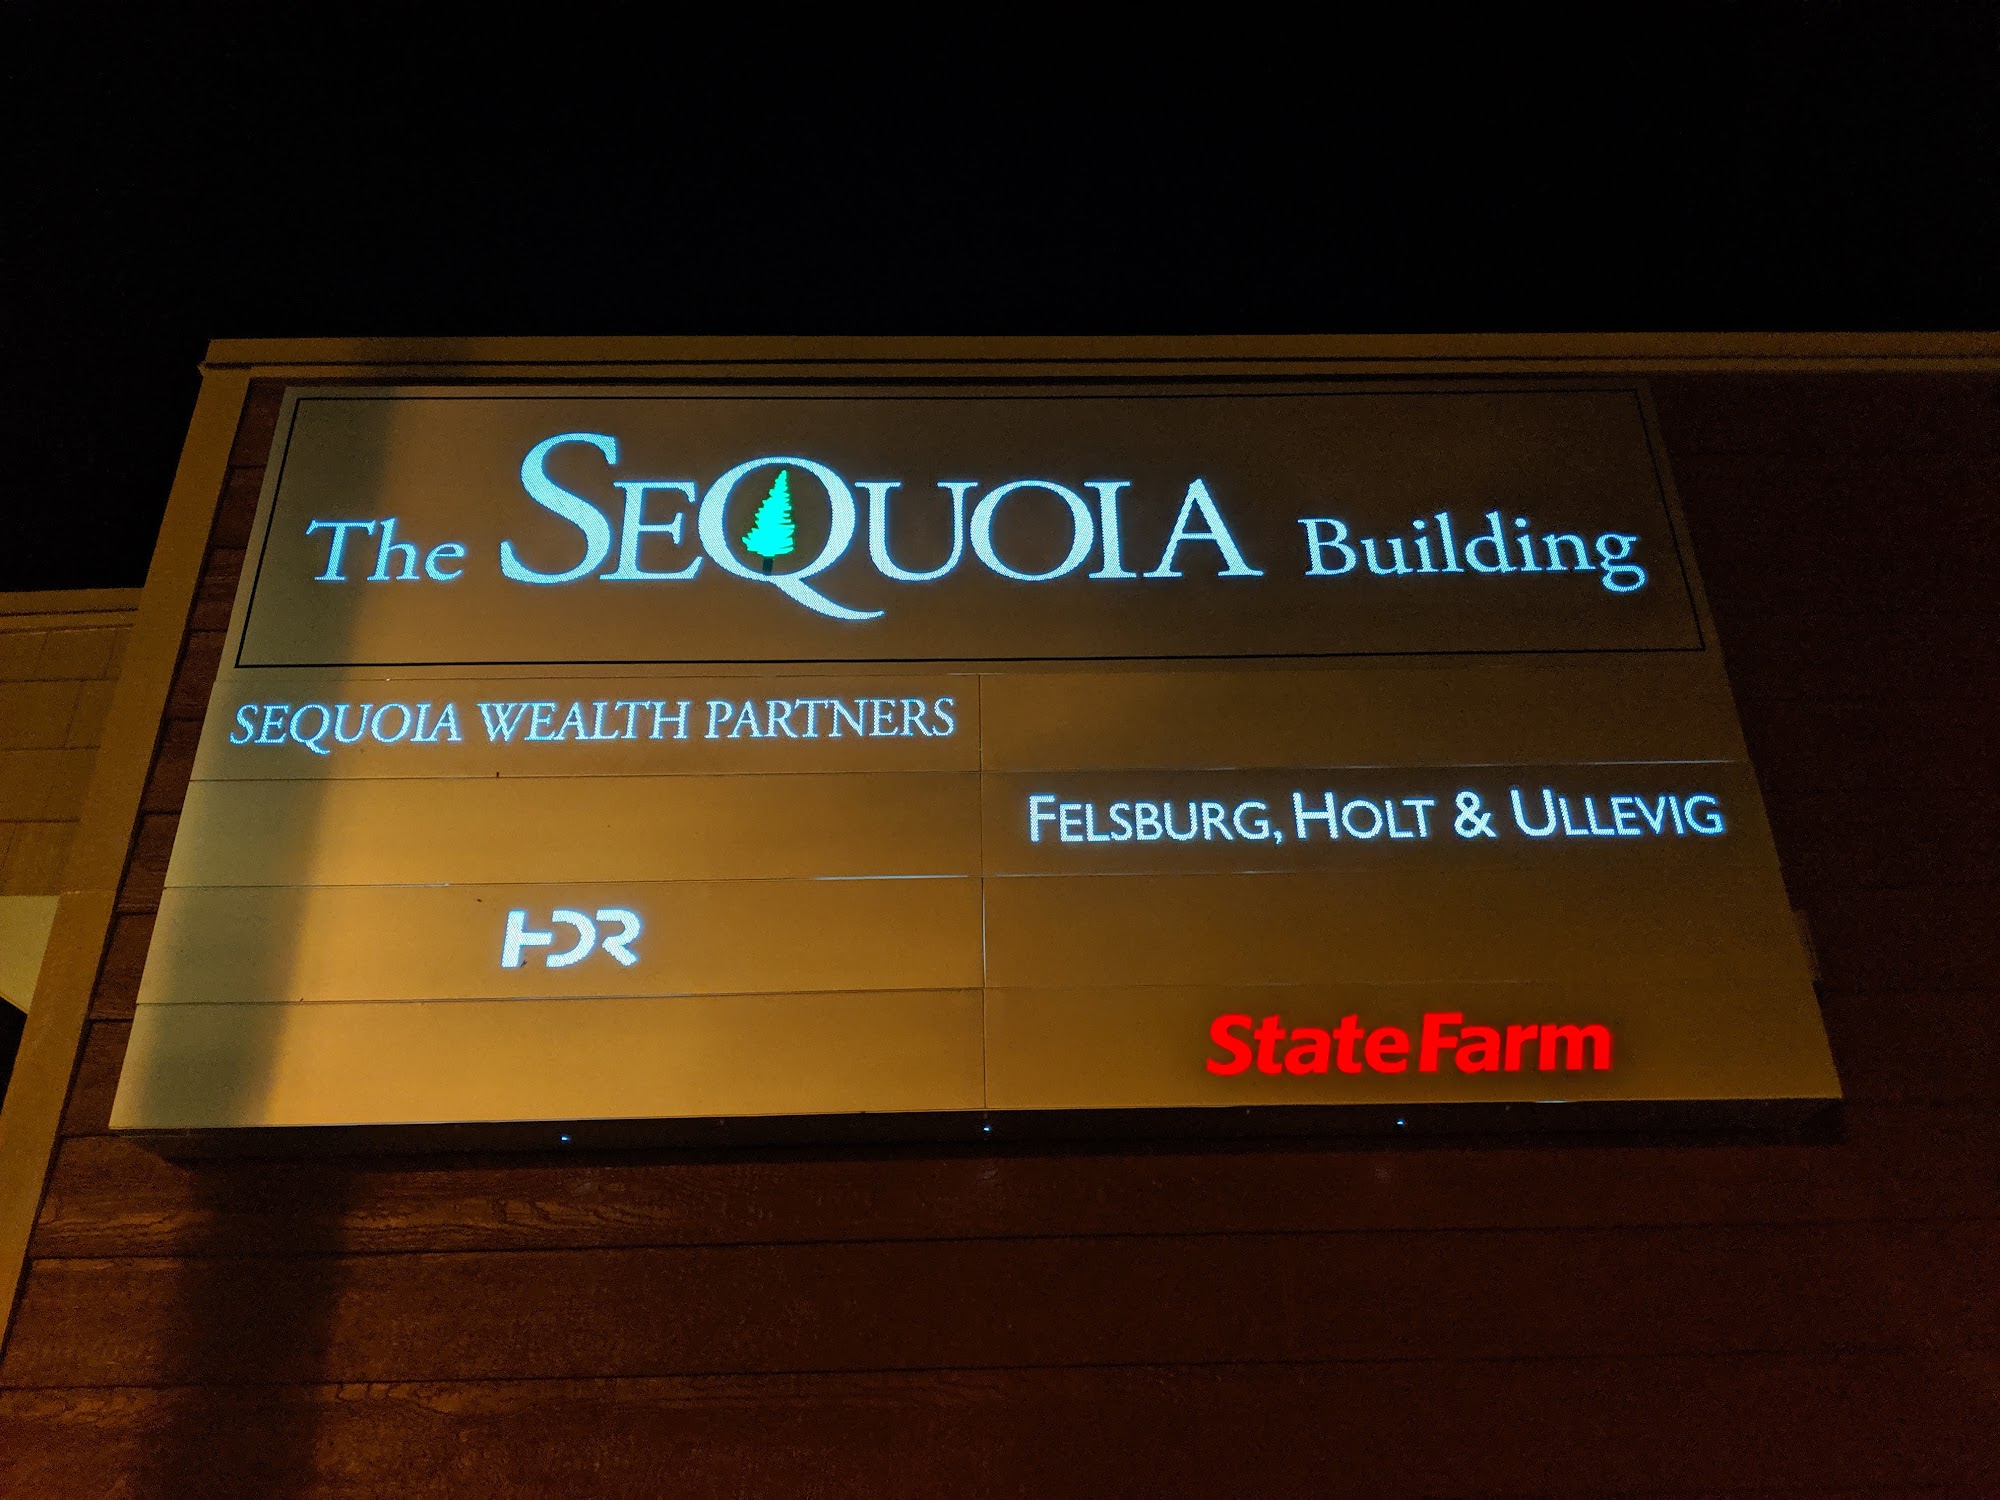 The SEQUOIA Building
SEQUOIA WEALTH PARTNERS
FELSBURG, HOLT & ULLEVIG
HDR
State Farm